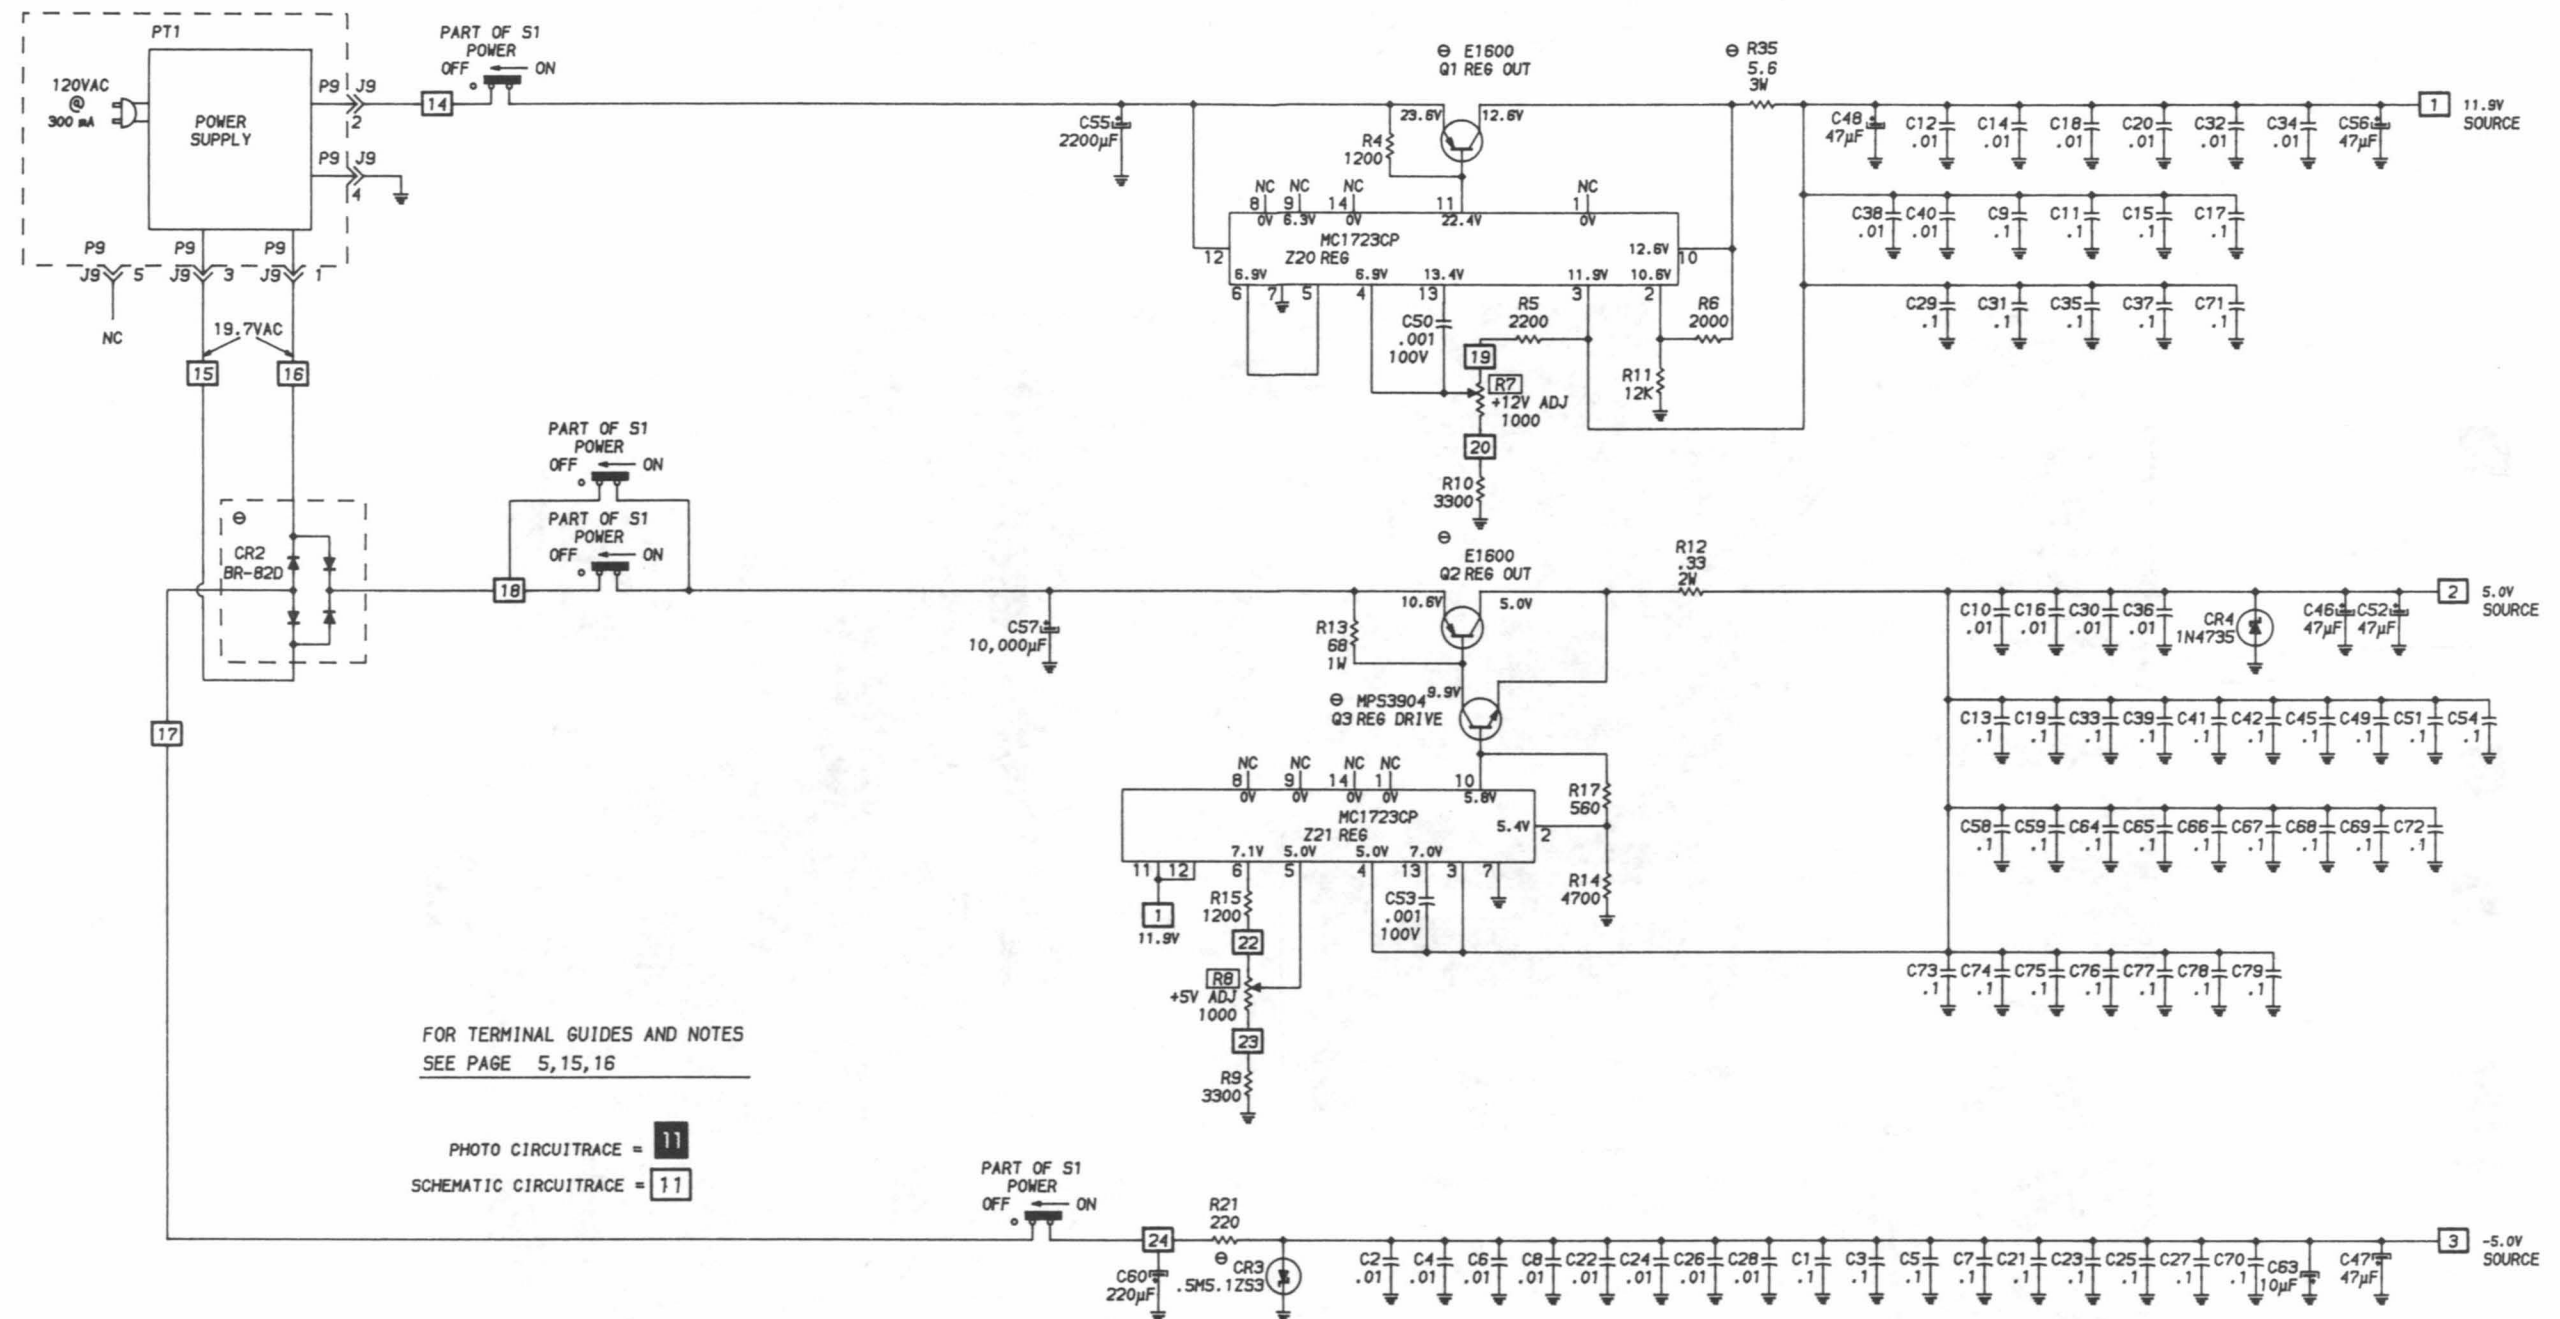 PT1
120VAC
@
300 mA
POWER
SUPPLY
P9 J9
2
P9 J9
4
P9
J9 5
NC
P9
J9 3
P9
J9 1
19.7VAC
15
16
14
PART OF S1
POWER
OFF ON
C55
2200µF
⊖ E1600
Q1 REG OUT
23.6V
12.6V
R4
1200
⊖ R35
5.6
3W
NC NC NC NC
8 9 14 11 1
0V 6.3V 0V 22.4V 0V
MC1723CP
Z20 REG
12
12.6V
10
6.9V 6.9V 13.4V 11.9V 10.6V
6 7 5 4 13 3 2
C50
.001
100V
R5
2200
R6
2000
19
R7
+12V ADJ
1000
20
R10
3300
R11
12K
C48
47µF
C12
.01
C14
.01
C18
.01
C20
.01
C32
.01
C34
.01
C56
47µF
1
11.9V
SOURCE
C38
.01
C40
.01
C9
.1
C11
.1
C15
.1
C17
.1
C29
.1
C31
.1
C35
.1
C37
.1
C71
.1
⊖
CR2
BR-82D
17
18
PART OF S1
POWER
OFF ON
PART OF S1
POWER
OFF ON
C57
10,000µF
⊖
E1600
Q2 REG OUT
10.6V
5.0V
R13
68
1W
R12
.33
2W
9.9V
⊖ MPS3904
Q3 REG DRIVE
NC NC NC NC
8 9 14 1 10
0V 0V 0V 0V 5.8V
MC1723CP
Z21 REG
5.4V
2
7.1V 5.0V 5.0V 7.0V
11 12 6 5 4 13 3 7
R17
560
R14
4700
1
11.9V
R15
1200
22
R8
+5V ADJ
1000
23
R9
3300
C53
.001
100V
C10
.01
C16
.01
C30
.01
C36
.01
CR4
1N4735
C46
47µF
C52
47µF
2
5.0V
SOURCE
C13
.1
C19
.1
C33
.1
C39
.1
C41
.1
C42
.1
C45
.1
C49
.1
C51
.1
C54
.1
C58
.1
C59
.1
C64
.1
C65
.1
C66
.1
C67
.1
C68
.1
C69
.1
C72
.1
C73
.1
C74
.1
C75
.1
C76
.1
C77
.1
C78
.1
C79
.1
FOR TERMINAL GUIDES AND NOTES
SEE PAGE 5,15,16
PHOTO CIRCUITRACE = 11
SCHEMATIC CIRCUITRACE = 11
PART OF S1
POWER
OFF ON
24
C60
220µF
R21
220
⊖
CR3
.5M5.1ZS3
C2
.01
C4
.01
C6
.01
C8
.01
C22
.01
C24
.01
C26
.01
C28
.01
C1
.1
C3
.1
C5
.1
C7
.1
C21
.1
C23
.1
C25
.1
C27
.1
C70
.1
C63
10µF
C47
47µF
3
-5.0V
SOURCE